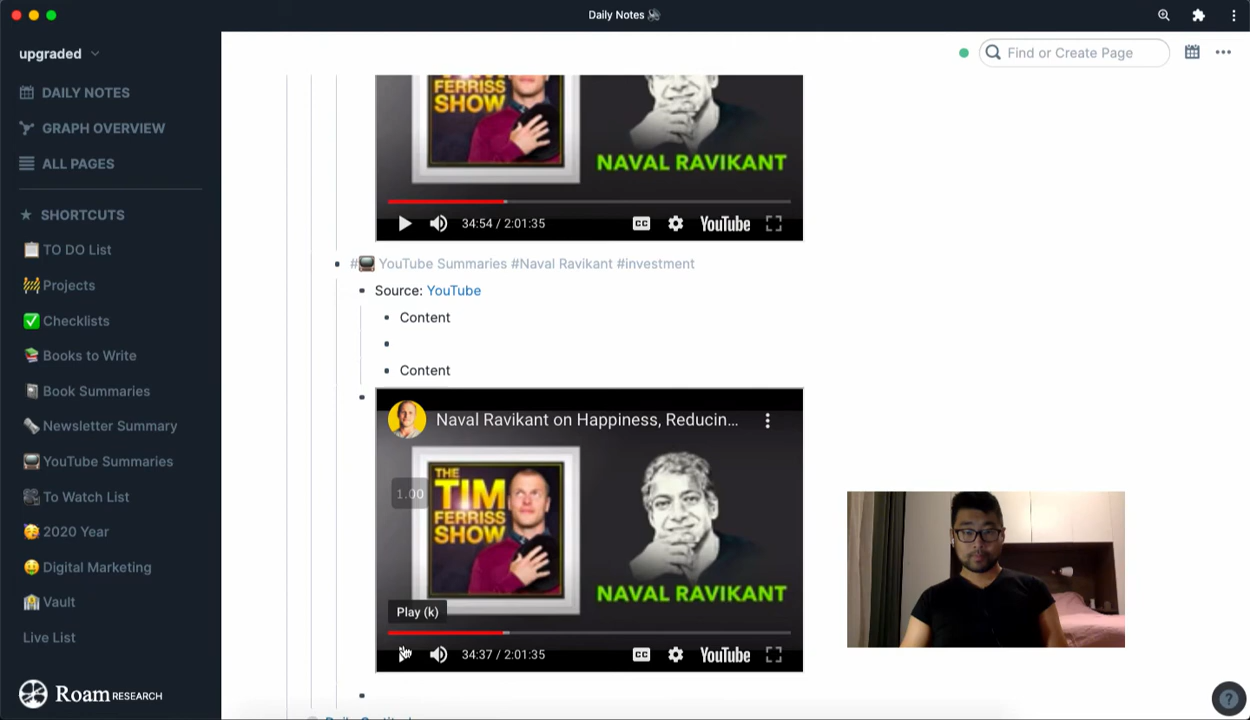 Daily Notes
upgraded
Find or Create Page
DAILY NOTES
GRAPH OVERVIEW
ALL PAGES
SHORTCUTS
TO DO List
Projects
Checklists
Books to Write
Book Summaries
Newsletter Summary
YouTube Summaries
To Watch List
2020 Year
Digital Marketing
Vault
Live List
Roam RESEARCH
FERRISS
SHOW
NAVAL RAVIKANT
34:54 / 2:01:35
CC
YouTube
# YouTube Summaries #Naval Ravikant #investment
Source: YouTube
Content
Content
Naval Ravikant on Happiness, Reducin...
1.00
THE
TIM
FERRISS
SHOW
NAVAL RAVIKANT
Play (k)
34:37 / 2:01:35
CC
YouTube
?